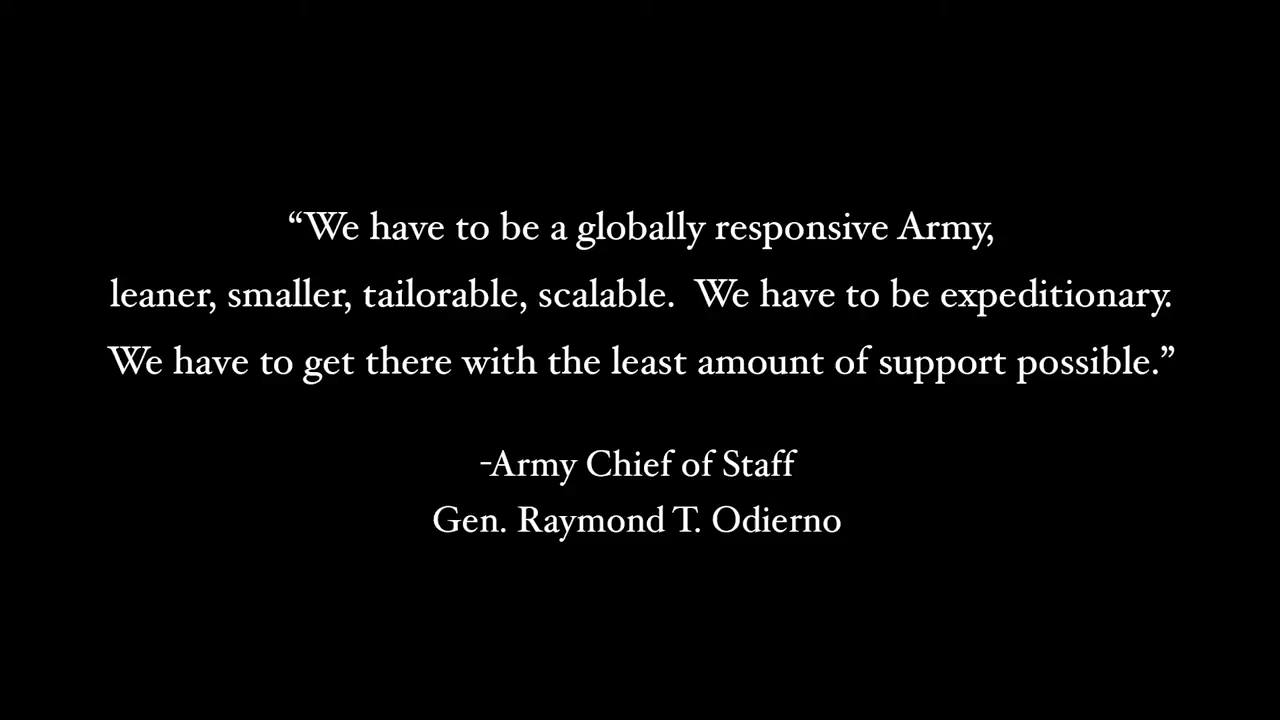 “We have to be a globally responsive Army,
leaner, smaller, tailorable, scalable.  We have to be expeditionary.
We have to get there with the least amount of support possible.”
-Army Chief of Staff
Gen. Raymond T. Odierno